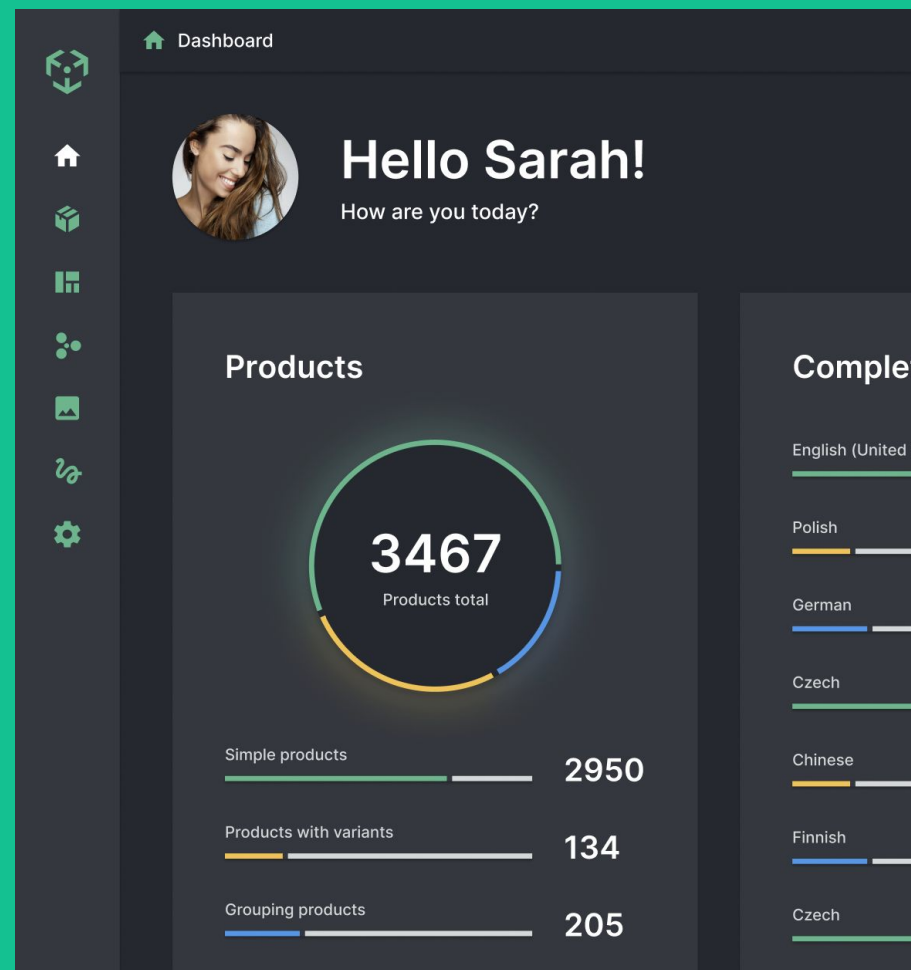 Dashboard
Hello Sarah!
How are you today?
Products
3467
Products total
Simple products
2950
Products with variants
134
Grouping products
205
English (United
Polish
German
Czech
Chinese
Finnish
Czech